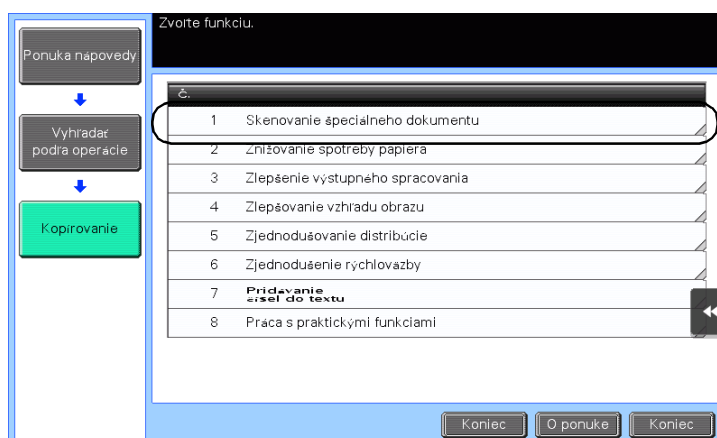 Zvoľte funkciu.
Ponuka nápovedy
Vyhľadať
podľa operácie
Kopírovanie
Č.
1 Skenovanie špeciálneho dokumentu
2 Znižovanie spotreby papiera
3 Zlepšenie výstupného spracovania
4 Zlepšovanie vzhľadu obrazu
5 Zjednodušovanie distribúcie
6 Zjednodušenie rýchloväzby
7 Pridávanie
čísel do textu
8 Práca s praktickými funkciami
Koniec O ponuke Koniec